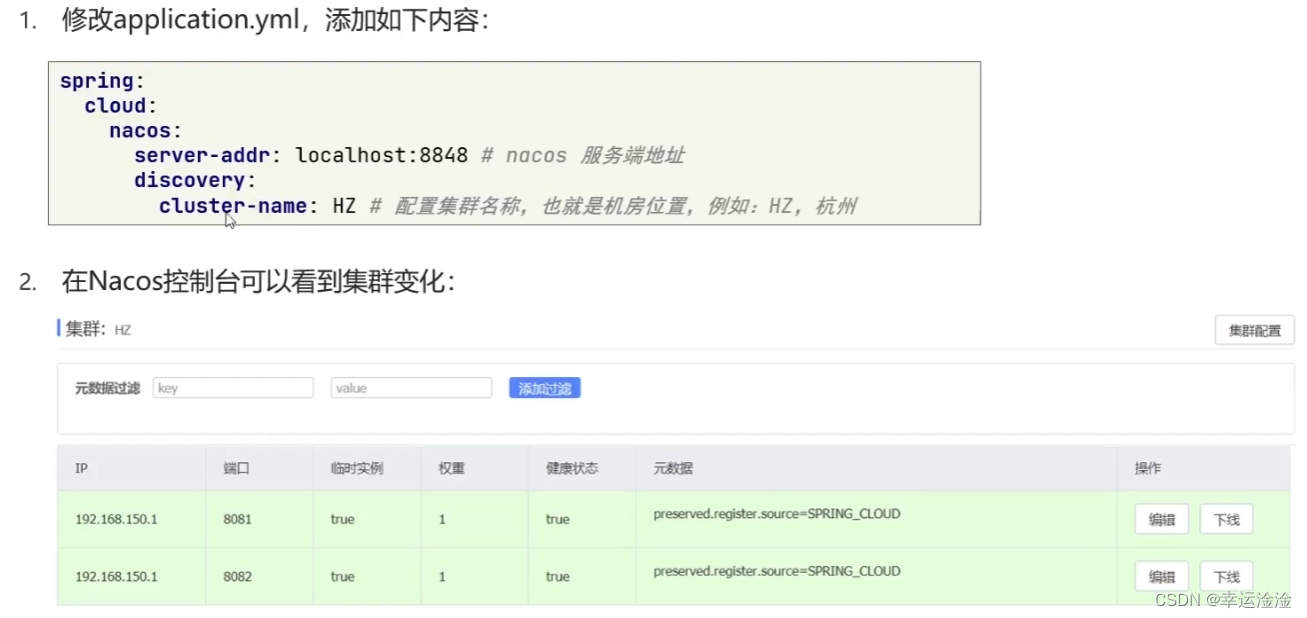 1. 修改application.yml，添加如下内容：
spring:
cloud:
nacos:
server-addr: localhost:8848 # nacos 服务端地址
discovery:
cluster-name: HZ # 配置集群名称，也就是机房位置，例如：HZ，杭州
2. 在Nacos控制台可以看到集群变化：
集群： HZ 集群配置
元数据过滤 key value 添加过滤
IP 端口 临时实例 权重 健康状态 元数据 操作
192.168.150.1 8081 true 1 true preserved.register.source=SPRING_CLOUD 编辑 下线
192.168.150.1 8082 true 1 true preserved.register.source=SPRING_CLOUD 编辑 下线
CSDN @幸运淦淦